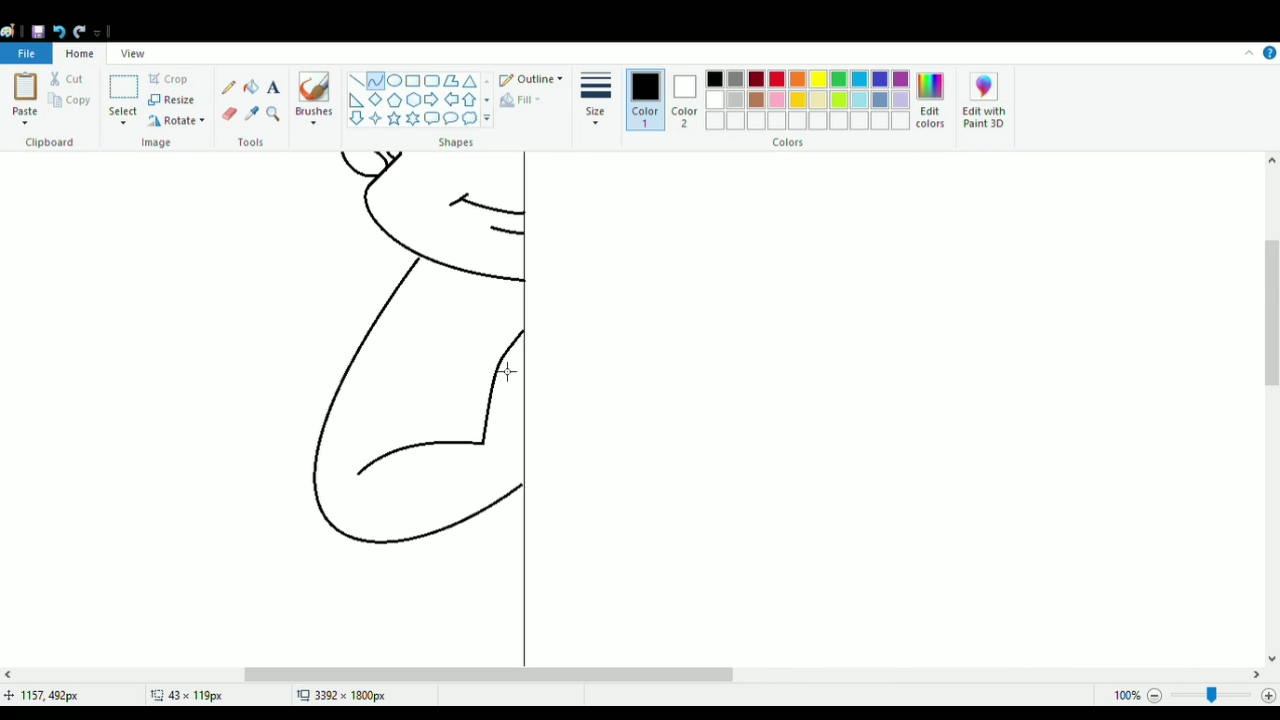 File Home View
Paste
Cut
Copy
Clipboard
Select
Crop
Resize
Rotate
Image
A
Tools
Brushes
Shapes
Outline
Fill
Size
Color
1
Color
2
Edit
colors
Colors
Edit with
Paint 3D
1157, 492px 43 × 119px 3392 × 1800px 100%